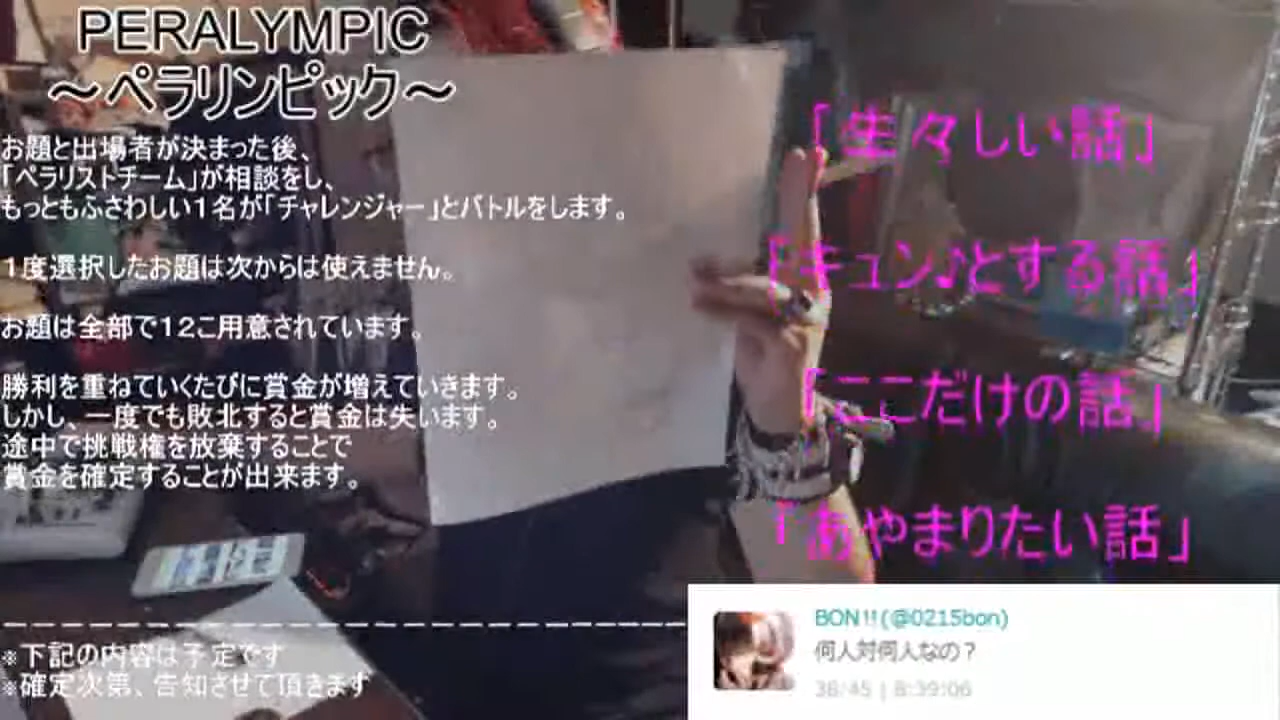 PERALYMPIC
～ペラリンピック～
お題と出場者が決まった後、
「ペラリストチーム」が相談をし、
もっともふさわしい１名が「チャレンジャー」とバトルをします。
１度選択したお題は次からは使えません。
お題は全部で１２こ用意されています。
勝利を重ねていくたびに賞金が増えていきます。
しかし、一度でも敗北すると賞金は失います。
途中で挑戦権を放棄することで
賞金を確定することが出来ます。
※下記の内容は予定です
※確定次第、告知させて頂きます
「生々しい話」
「キュン♪とする話」
「ここだけの話」
「あやまりたい話」
BON!!(@0215bon)
何人対何人なの？
38/45 | 8:39:06